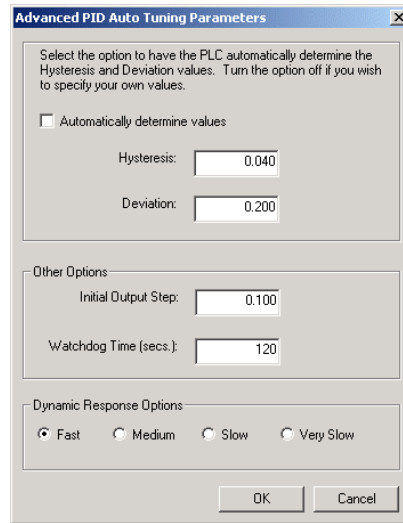 Advanced PID Auto Tuning Parameters
Select the option to have the PLC automatically determine the
Hysteresis and Deviation values. Turn the option off if you wish
to specify your own values.
Automatically determine values
Hysteresis: 0.040
Deviation: 0.200
Other Options
Initial Output Step: 0.100
Watchdog Time (secs.): 120
Dynamic Response Options
Fast Medium Slow Very Slow
OK Cancel